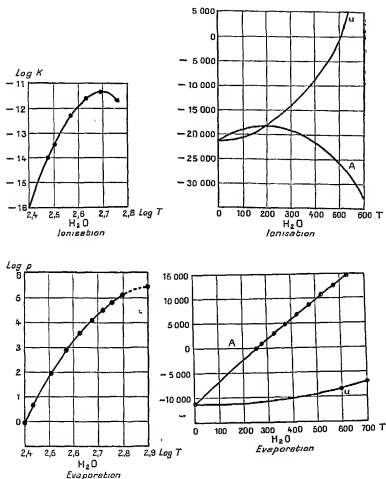 Log K
−11
−12
−13
−14
−16
2,4 2,5 2,6 2,7 2,8 Log T
H₂O
Ionisation
5 000
0
− 5 000
−10 000
−15 000
−20 000
−25 000
−30 000
u
A
0 100 200 300 400 500 600 T
H₂O
Ionisation
Log p
6
5
4
3
2
1
0
2,4 2,5 2,6 2,7 2,8 2,9 Log T
H₂O
Evaporation
15 000
10 000
5 000
0
−5 000
−10 000
−
A
u
0 100 200 300 400 500 600 700 T
H₂O
Evaporation